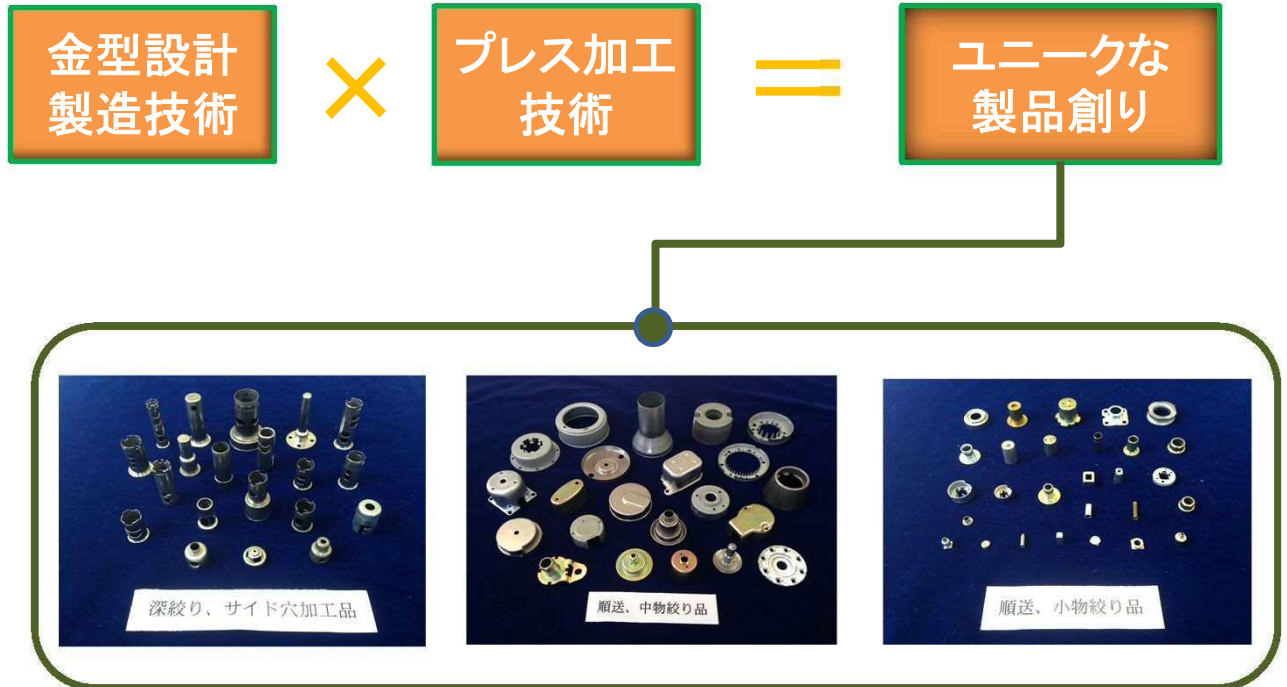 金型設計
製造技術
×
プレス加工
技術
＝
ユニークな
製品創り
深絞り、サイド穴加工品
順送、中物絞り品
順送、小物絞り品